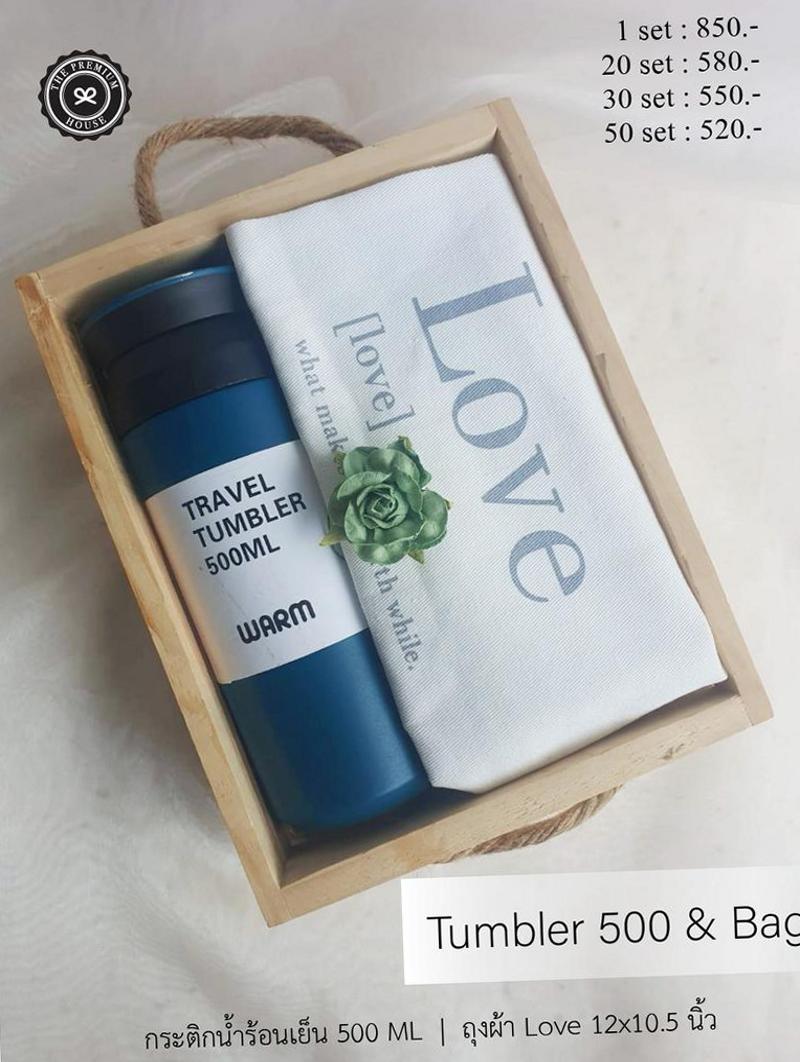 THE PREMIUM
HOUSE
1 set : 850.-
20 set : 580.-
30 set : 550.-
50 set : 520.-
Love
[love]
what mak
th while.
TRAVEL
TUMBLER
500ML
WARM
Tumbler 500 & Bag
กระติกน้ำร้อนเย็น 500 ML | ถุงผ้า Love 12x10.5 นิ้ว